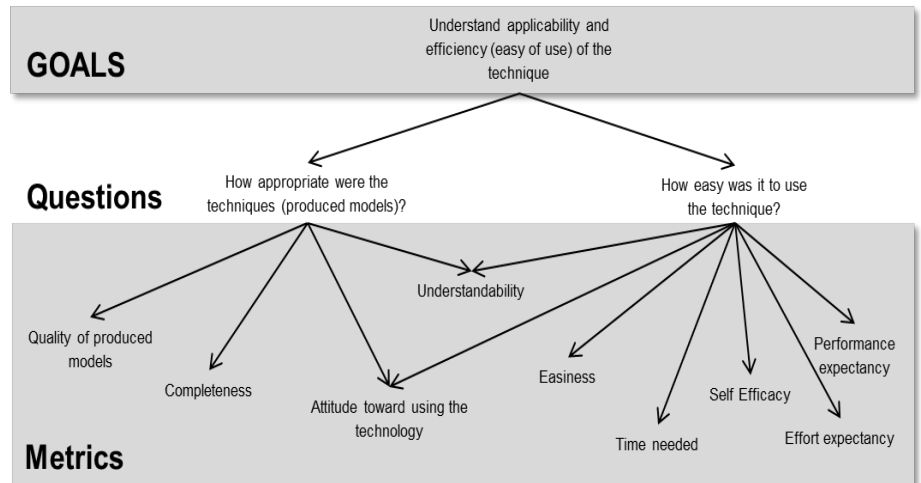 Understand applicability and
efficiency (easy of use) of the
technique
GOALS
Questions
How appropriate were the
techniques (produced models)?
How easy was it to use
the technique?
Understandability
Quality of produced
models
Completeness
Attitude toward using the
technology
Easiness
Time needed
Self Efficacy
Performance
expectancy
Effort expectancy
Metrics